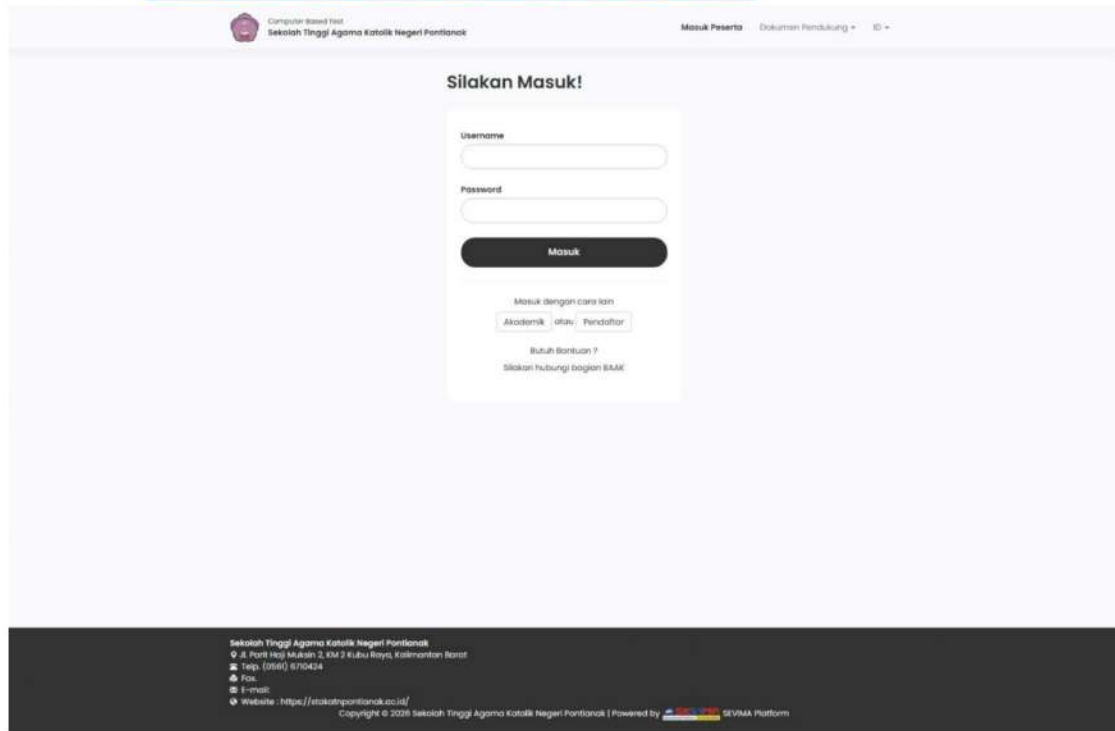 Computer Based Test
Sekolah Tinggi Agama Katolik Negeri Pontianak
Masuk Peserta Dokumen Pendukung ID
Silakan Masuk!
Username
Password
Masuk
Masuk dengan cara lain
Akademik atau Pendaftar
Butuh Bantuan ?
Silakan hubungi bagian BAAK
Sekolah Tinggi Agama Katolik Negeri Pontianak
Jl. Parit Haji Muksin 2, KM 2 Kubu Raya, Kalimantan Barat
Telp. (0561) 6710424
Fax.
E-mail:
Website : https://stakatnpontianak.ac.id/
Copyright © 2026 Sekolah Tinggi Agama Katolik Negeri Pontianak | Powered by SEVIMA SEVIMA Platform